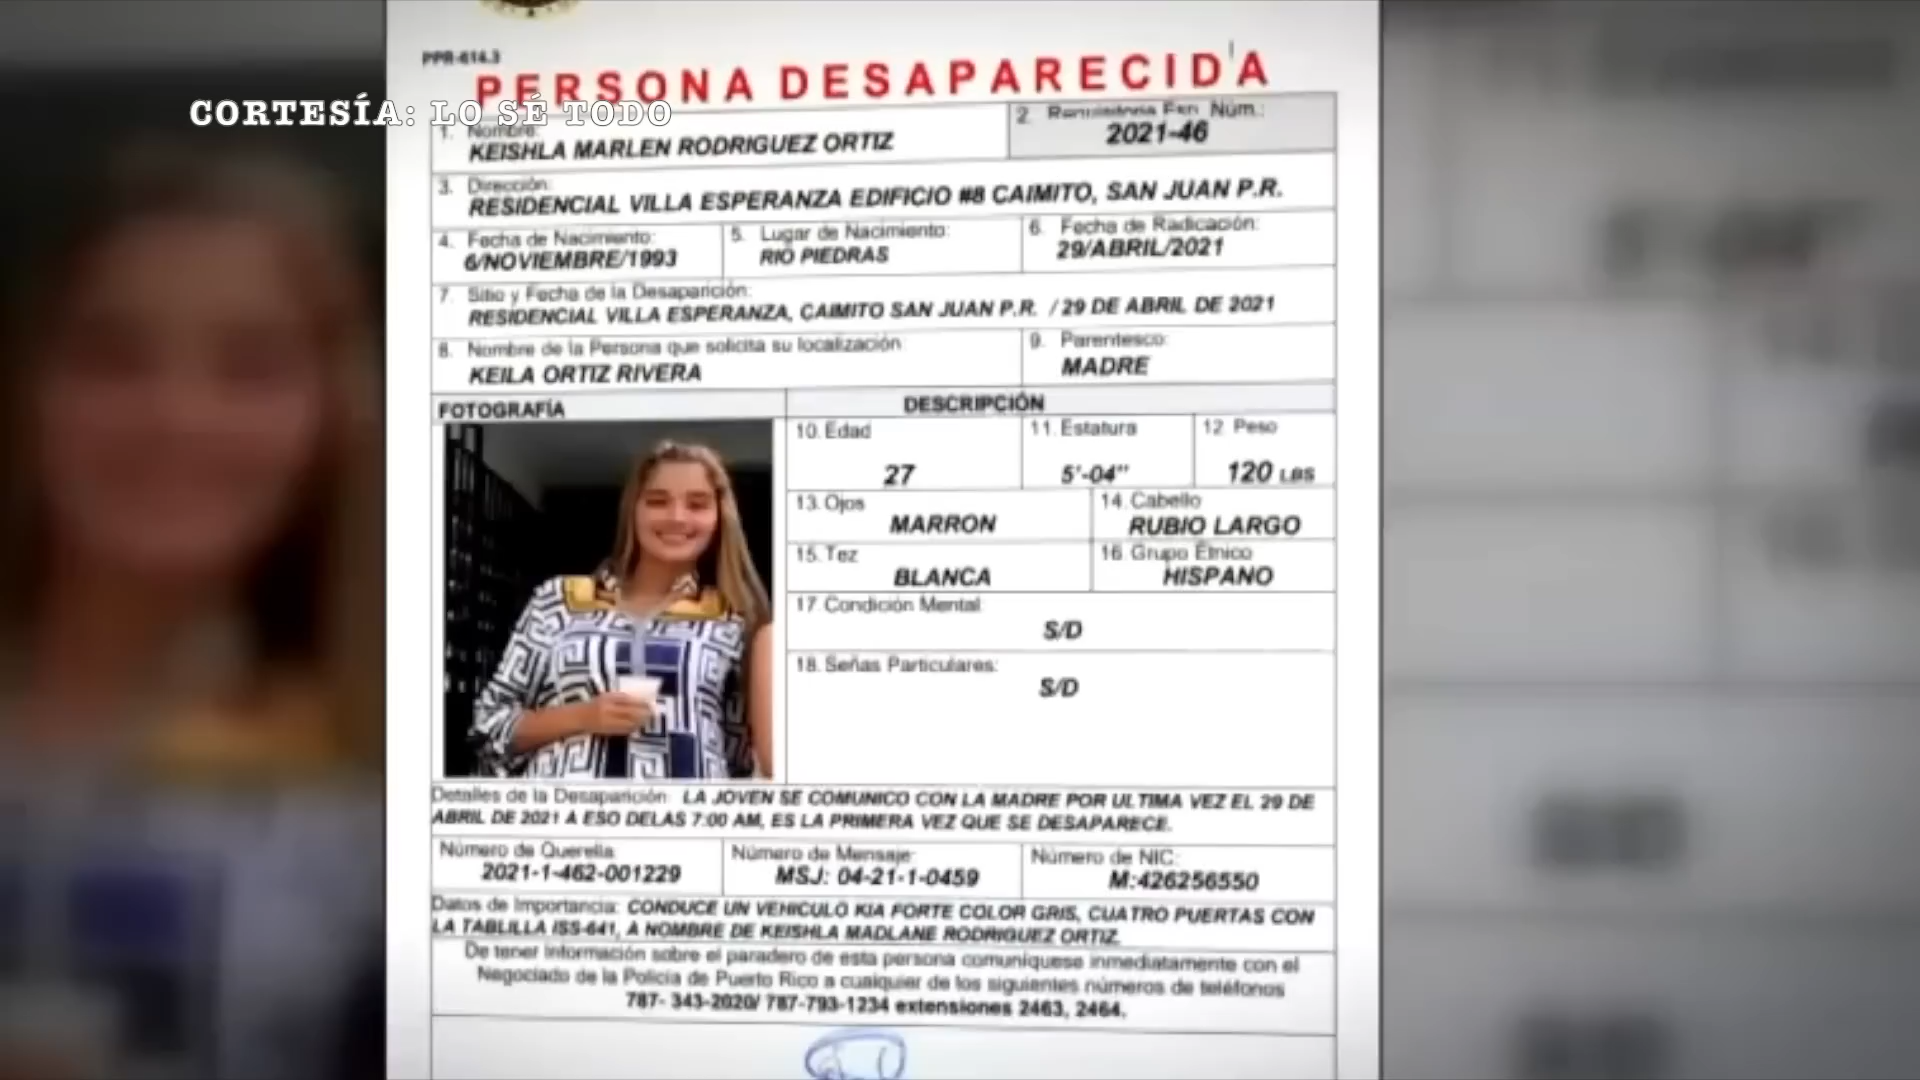 PPR-614.3
PERSONA DESAPARECIDA
CORTESÍA: LO SÉ TODO
1. Nombre:
KEISHLA MARLEN RODRIGUEZ ORTIZ
2. Requisitoria Exp. Núm.:
2021-46
3. Dirección:
RESIDENCIAL VILLA ESPERANZA EDIFICIO #8 CAIMITO, SAN JUAN P.R.
4. Fecha de Nacimiento:
6/NOVIEMBRE/1993
5. Lugar de Nacimiento:
RIO PIEDRAS
6. Fecha de Radicación:
29/ABRIL/2021
7. Sitio y Fecha de la Desaparición:
RESIDENCIAL VILLA ESPERANZA, CAIMITO SAN JUAN P.R. / 29 DE ABRIL DE 2021
8. Nombre de la Persona que solicita su localización:
KEILA ORTIZ RIVERA
9. Parentesco:
MADRE
FOTOGRAFÍA
DESCRIPCIÓN
10. Edad
27
11. Estatura
5'-04"
12. Peso
120 LBS
13. Ojos
MARRON
14. Cabello
RUBIO LARGO
15. Tez
BLANCA
16. Grupo Étnico
HISPANO
17. Condición Mental:
S/D
18. Señas Particulares:
S/D
Detalles de la Desaparición: LA JOVEN SE COMUNICO CON LA MADRE POR ULTIMA VEZ EL 29 DE
ABRIL DE 2021 A ESO DELAS 7:00 AM, ES LA PRIMERA VEZ QUE SE DESAPARECE.
Número de Querella:
2021-1-462-001229
Número de Mensaje:
MSJ: 04-21-1-0459
Número de NIC:
M:426256550
Datos de Importancia: CONDUCE UN VEHICULO KIA FORTE COLOR GRIS, CUATRO PUERTAS CON
LA TABLILLA ISS-641, A NOMBRE DE KEISHLA MADLANE RODRIGUEZ ORTIZ.
De tener información sobre el paradero de esta persona comuníquese inmediatamente con el
Negociado de la Policía de Puerto Rico a cualquier de los siguientes números de teléfonos
787- 343-2020/ 787-793-1234 extensiones 2463, 2464.